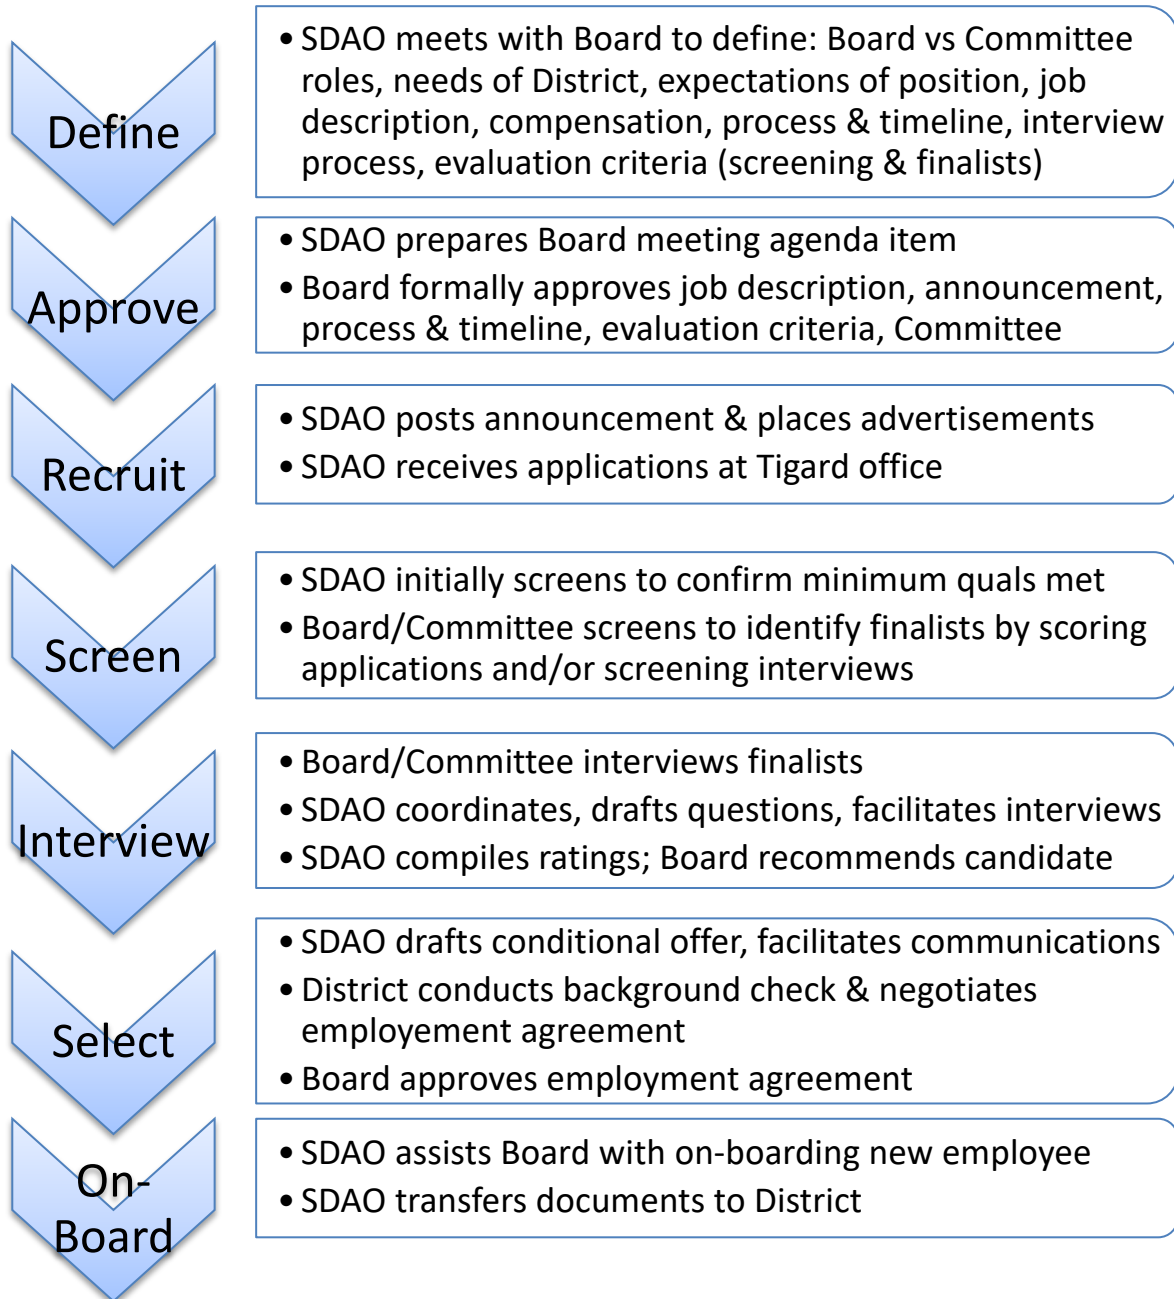 Define
• SDAO meets with Board to define: Board vs Committee
roles, needs of District, expectations of position, job
description, compensation, process & timeline, interview
process, evaluation criteria (screening & finalists)
Approve
• SDAO prepares Board meeting agenda item
• Board formally approves job description, announcement,
process & timeline, evaluation criteria, Committee
Recruit
• SDAO posts announcement & places advertisements
• SDAO receives applications at Tigard office
Screen
• SDAO initially screens to confirm minimum quals met
• Board/Committee screens to identify finalists by scoring
applications and/or screening interviews
Interview
• Board/Committee interviews finalists
• SDAO coordinates, drafts questions, facilitates interviews
• SDAO compiles ratings; Board recommends candidate
Select
• SDAO drafts conditional offer, facilitates communications
• District conducts background check & negotiates
employement agreement
• Board approves employment agreement
On-
Board
• SDAO assists Board with on-boarding new employee
• SDAO transfers documents to District